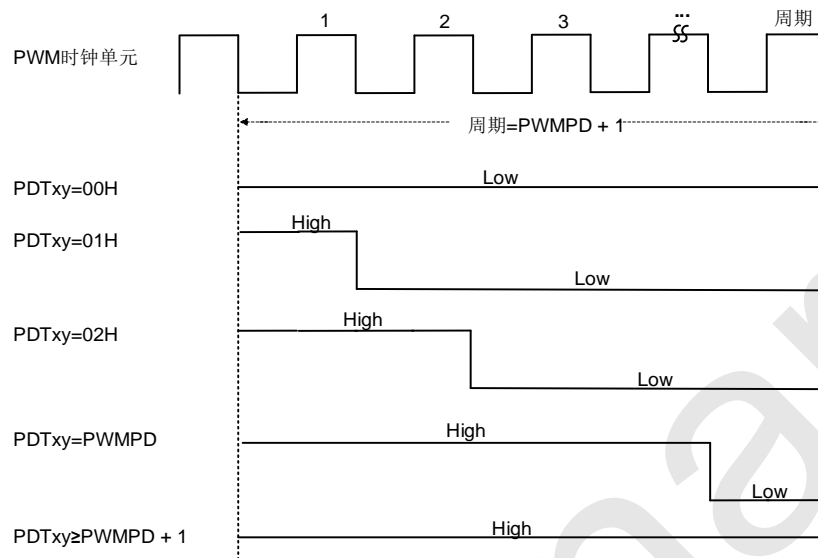 1 2 3 ... 周期
PWM时钟单元
周期=PWMPD + 1
PDTxy=00H Low
PDTxy=01H High Low
PDTxy=02H High Low
PDTxy=PWMPD High Low
PDTxy≥PWMPD + 1 High